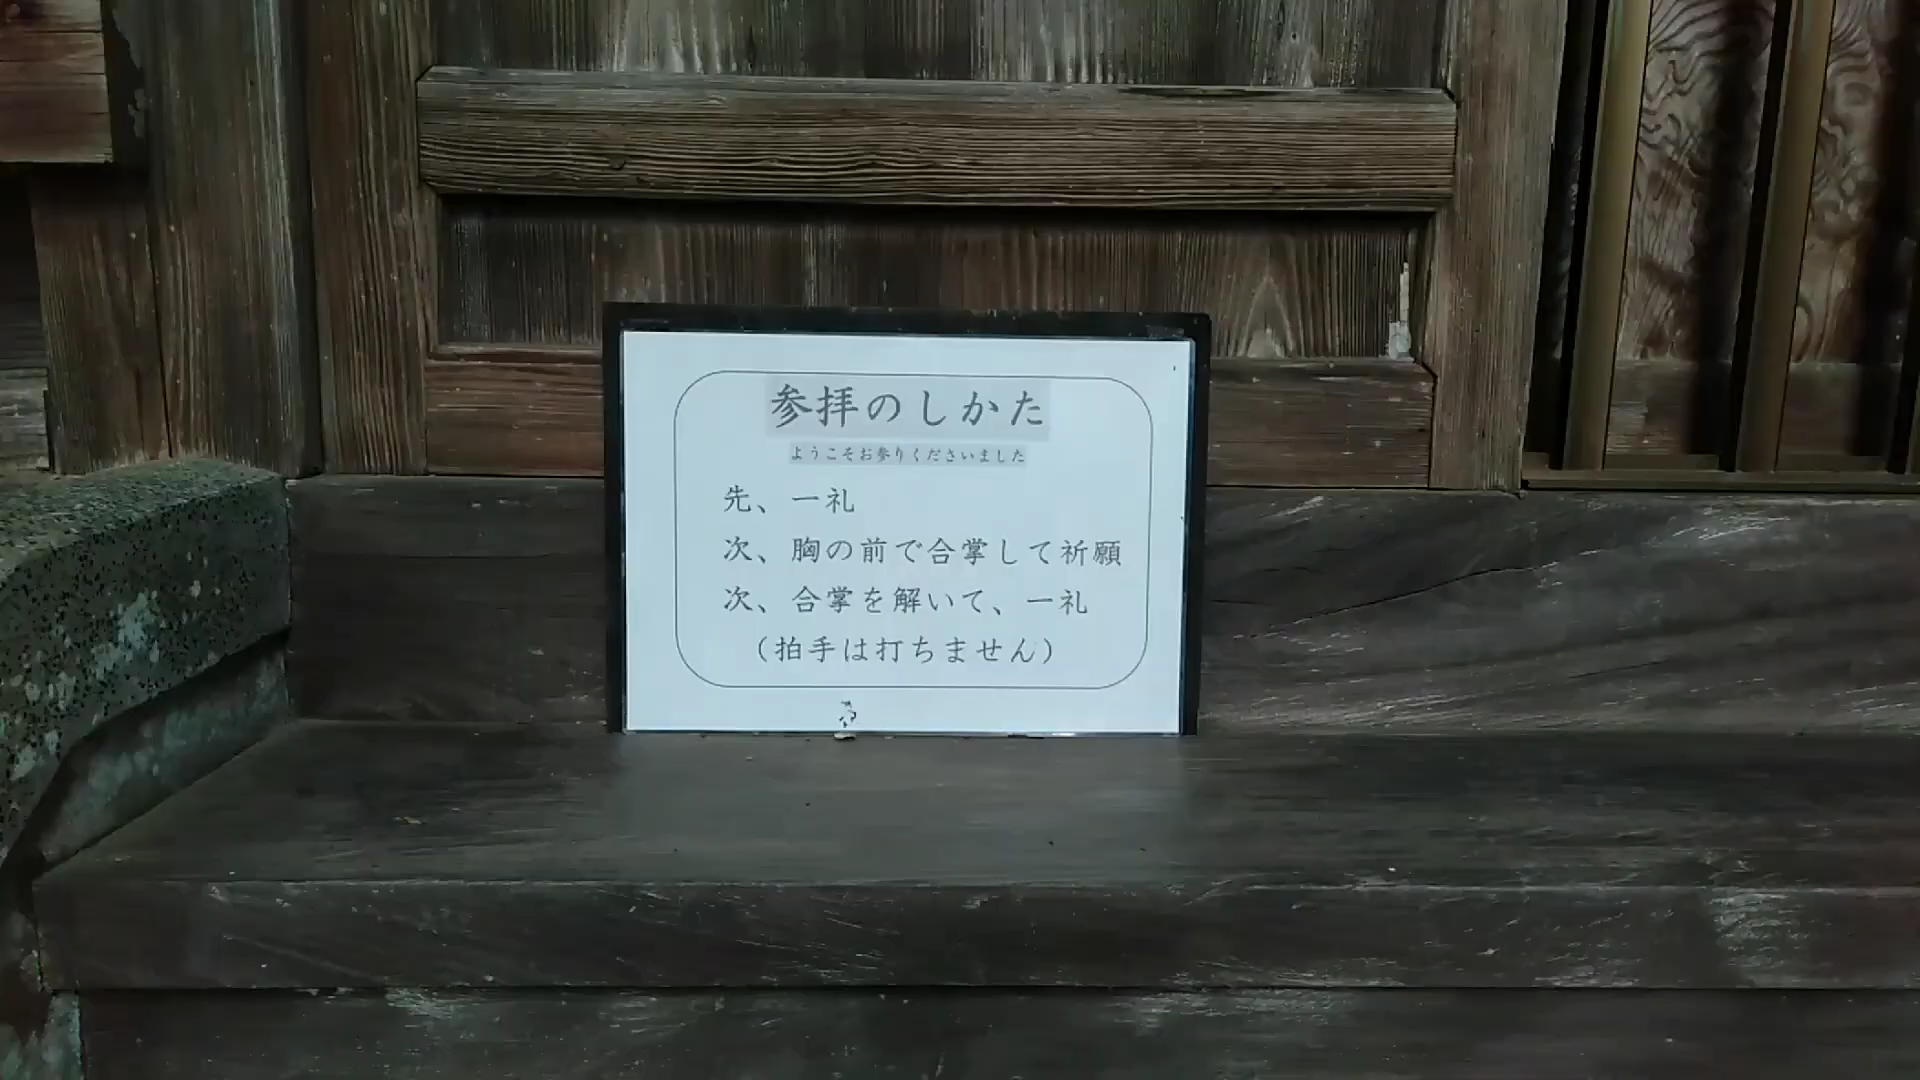 参拝のしかた
ようこそお参りくださいました
先、一礼
次、胸の前で合掌して祈願
次、合掌を解いて、一礼
（拍手は打ちません）